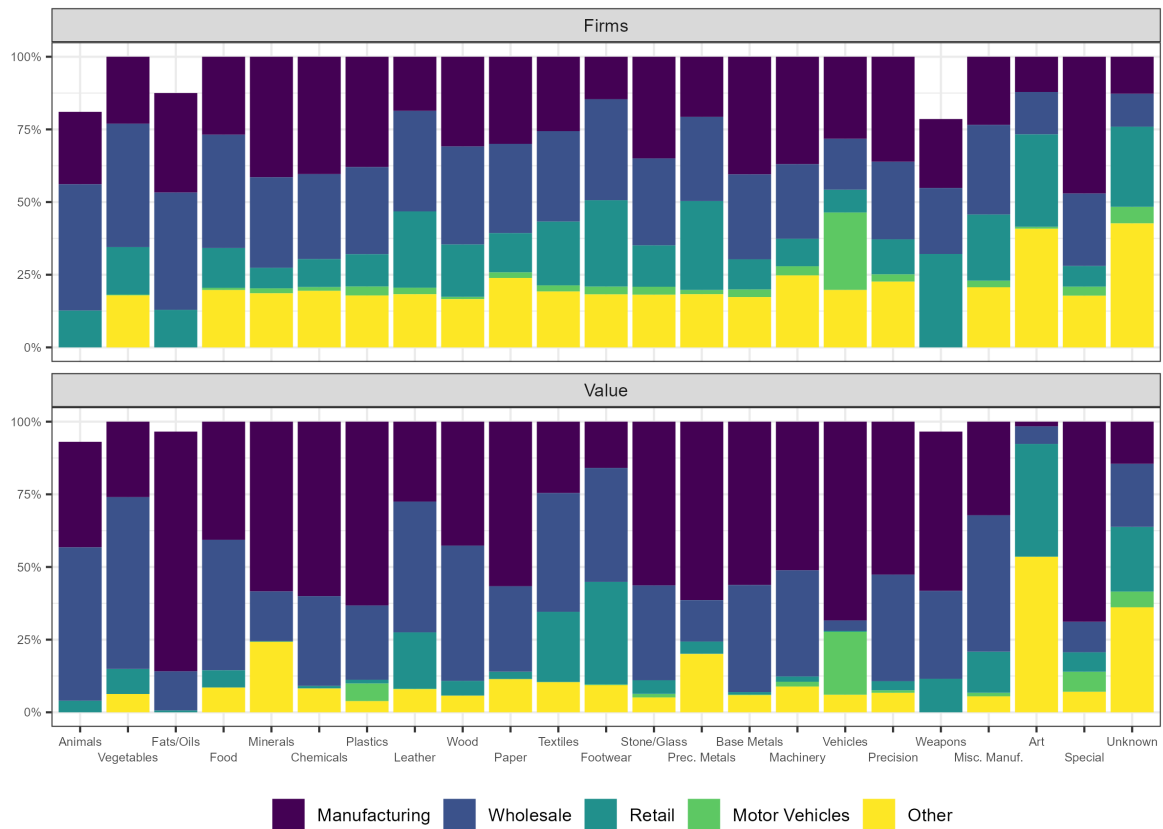 Firms
100%
75%
50%
25%
0%
Value
100%
75%
50%
25%
0%
Animals Fats/Oils Minerals Plastics Wood Textiles Stone/Glass Base Metals Vehicles Weapons Art Unknown
Vegetables Food Chemicals Leather Paper Footwear Prec. Metals Machinery Precision Misc. Manuf. Special
Manufacturing Wholesale Retail Motor Vehicles Other